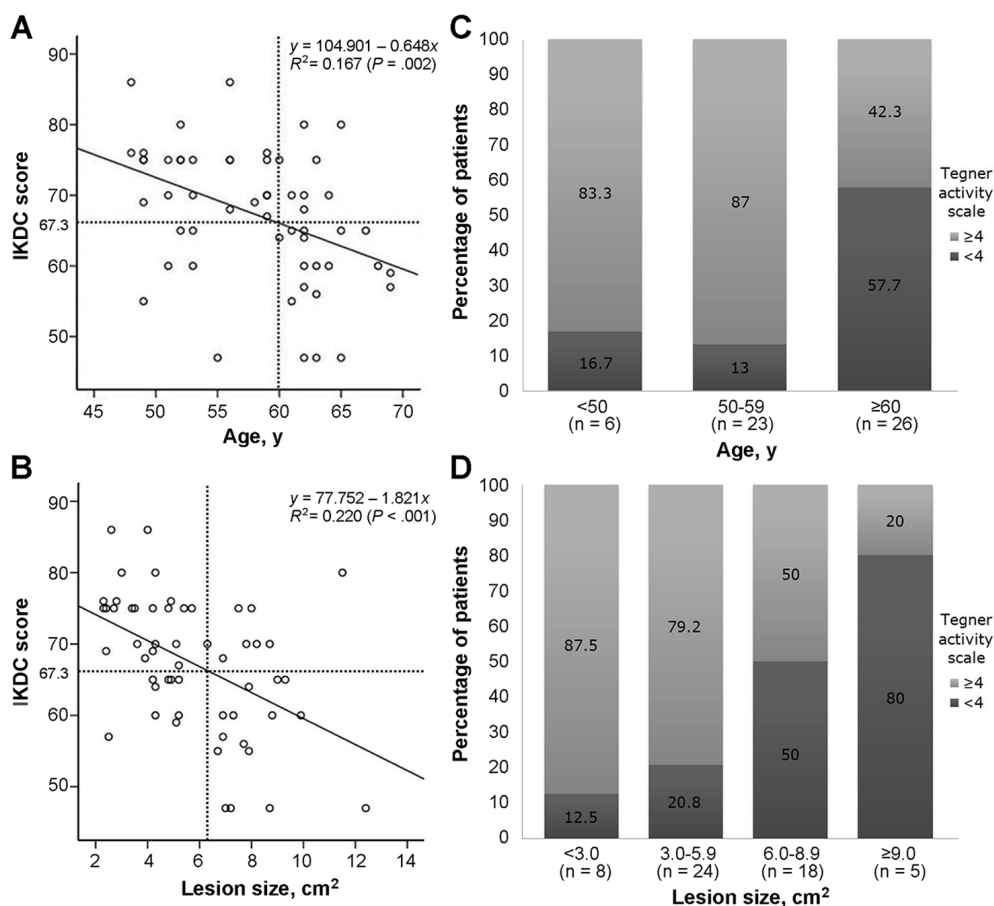 A
y = 104.901 – 0.648x
R² = 0.167 (P = .002)
IKDC score
90
80
70
67.3
60
50
45 50 55 60 65 70
Age, y
B
y = 77.752 – 1.821x
R² = 0.220 (P < .001)
IKDC score
90
80
70
67.3
60
50
2 4 6 8 10 12 14
Lesion size, cm²
C
Percentage of patients
100
90
80
70
60
50
40
30
20
10
0
83.3
16.7
87
13
42.3
57.7
<50 50-59 ≥60
(n = 6) (n = 23) (n = 26)
Age, y
Tegner
activity
scale
≥4
<4
D
Percentage of patients
100
90
80
70
60
50
40
30
20
10
0
87.5
12.5
79.2
20.8
50
50
20
80
<3.0 3.0-5.9 6.0-8.9 ≥9.0
(n = 8) (n = 24) (n = 18) (n = 5)
Lesion size, cm²
Tegner
activity
scale
≥4
<4